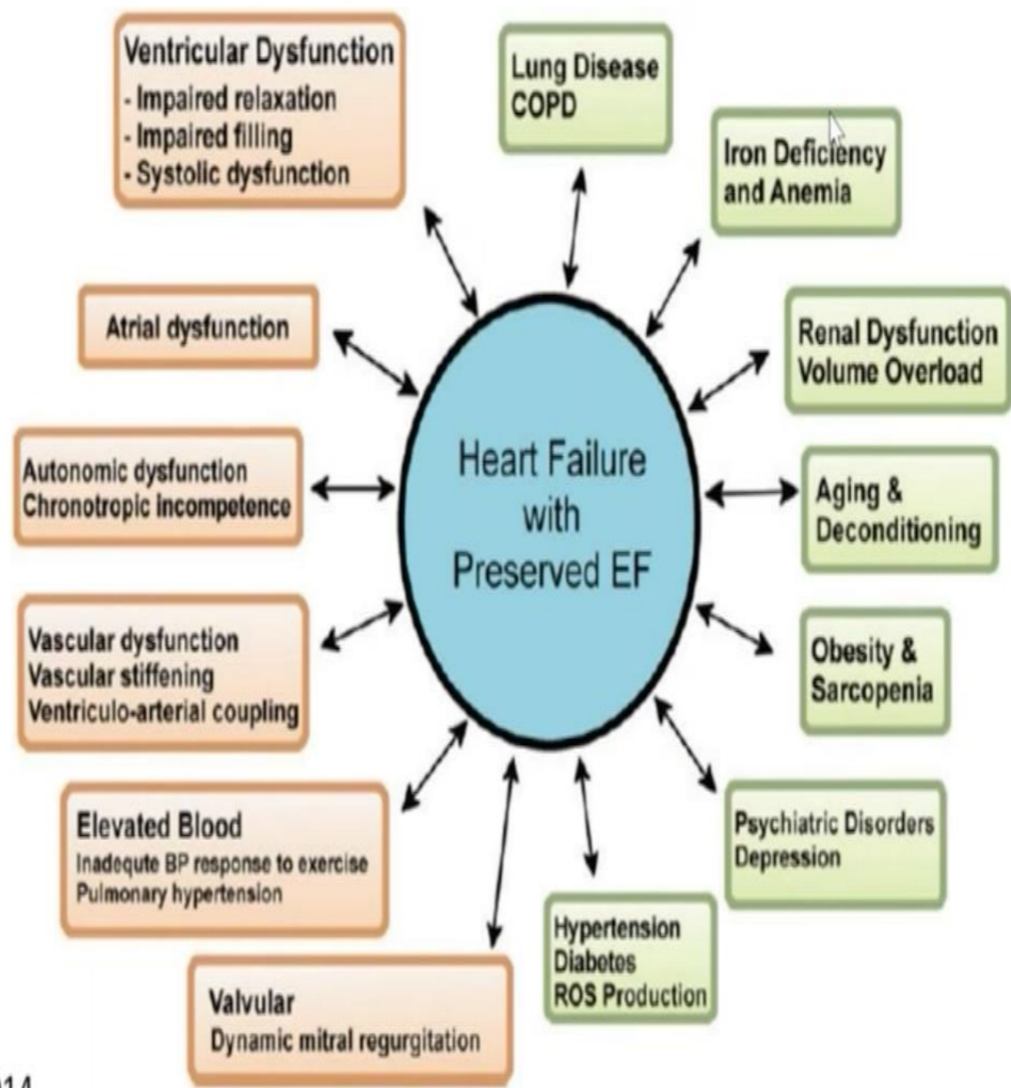 Ventricular Dysfunction
- Impaired relaxation
- Impaired filling
- Systolic dysfunction
Lung Disease
COPD
Iron Deficiency
and Anemia
Atrial dysfunction
Renal Dysfunction
Volume Overload
Autonomic dysfunction
Chronotropic incompetence
Heart Failure
with
Preserved EF
Aging &
Deconditioning
Vascular dysfunction
Vascular stiffening
Ventriculo-arterial coupling
Obesity &
Sarcopenia
Elevated Blood
Inadequte BP response to exercise
Pulmonary hypertension
Psychiatric Disorders
Depression
Hypertension
Diabetes
ROS Production
Valvular
Dynamic mitral regurgitation